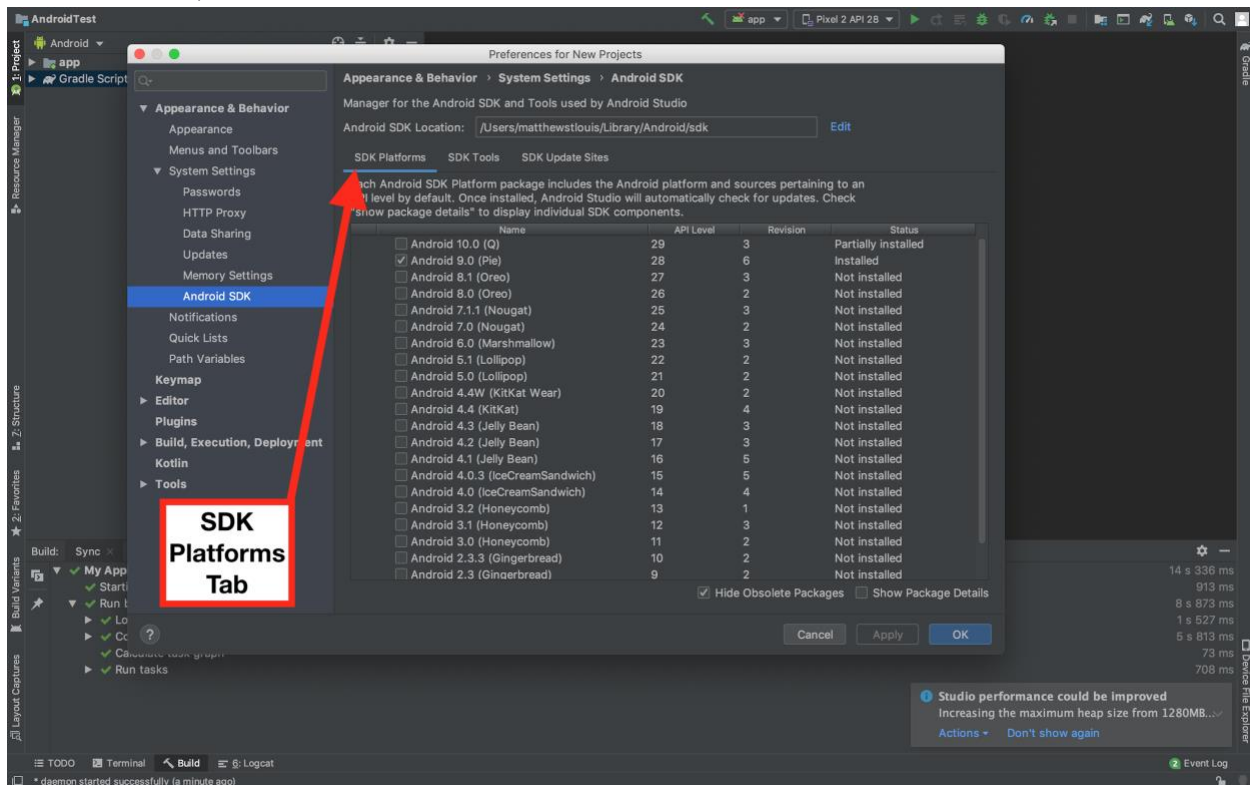 AndroidTest
app
Pixel 2 API 28
Android
app
Gradle Script
1: Project
Resource Manager
7: Structure
2: Favorites
Build Variants
Layout Captures
Gradle
Device File Explorer
Preferences for New Projects
Appearance & Behavior
Appearance
Menus and Toolbars
System Settings
Passwords
HTTP Proxy
Data Sharing
Updates
Memory Settings
Android SDK
Notifications
Quick Lists
Path Variables
Keymap
Editor
Plugins
Build, Execution, Deployment
Kotlin
Tools
SDK
Platforms
Tab
Appearance & Behavior › System Settings › Android SDK
Manager for the Android SDK and Tools used by Android Studio
Android SDK Location: /Users/matthewstlouis/Library/Android/sdk Edit
SDK Platforms SDK Tools SDK Update Sites
Android SDK Platform package includes the Android platform and sources pertaining to an
level by default. Once installed, Android Studio will automatically check for updates. Check
"show package details" to display individual SDK components.
Name API Level Revision Status
Android 10.0 (Q) 29 3 Partially installed
Android 9.0 (Pie) 28 6 Installed
Android 8.1 (Oreo) 27 3 Not installed
Android 8.0 (Oreo) 26 2 Not installed
Android 7.1.1 (Nougat) 25 3 Not installed
Android 7.0 (Nougat) 24 2 Not installed
Android 6.0 (Marshmallow) 23 3 Not installed
Android 5.1 (Lollipop) 22 2 Not installed
Android 5.0 (Lollipop) 21 2 Not installed
Android 4.4W (KitKat Wear) 20 2 Not installed
Android 4.4 (KitKat) 19 4 Not installed
Android 4.3 (Jelly Bean) 18 3 Not installed
Android 4.2 (Jelly Bean) 17 3 Not installed
Android 4.1 (Jelly Bean) 16 5 Not installed
Android 4.0.3 (IceCreamSandwich) 15 5 Not installed
Android 4.0 (IceCreamSandwich) 14 4 Not installed
Android 3.2 (Honeycomb) 13 1 Not installed
Android 3.1 (Honeycomb) 12 3 Not installed
Android 3.0 (Honeycomb) 11 2 Not installed
Android 2.3.3 (Gingerbread) 10 2 Not installed
Android 2.3 (Gingerbread) 9 2 Not installed
Hide Obsolete Packages Show Package Details
? Cancel Apply OK
Build: Sync
My App 14 s 336 ms
Starti 913 ms
Run b 8 s 873 ms
Lo 1 s 527 ms
Co 5 s 813 ms
Calculate task graph 73 ms
Run tasks 708 ms
Studio performance could be improved
Increasing the maximum heap size from 1280MB...
Actions Don't show again
TODO Terminal Build 6: Logcat 2 Event Log
* daemon started successfully (a minute ago)